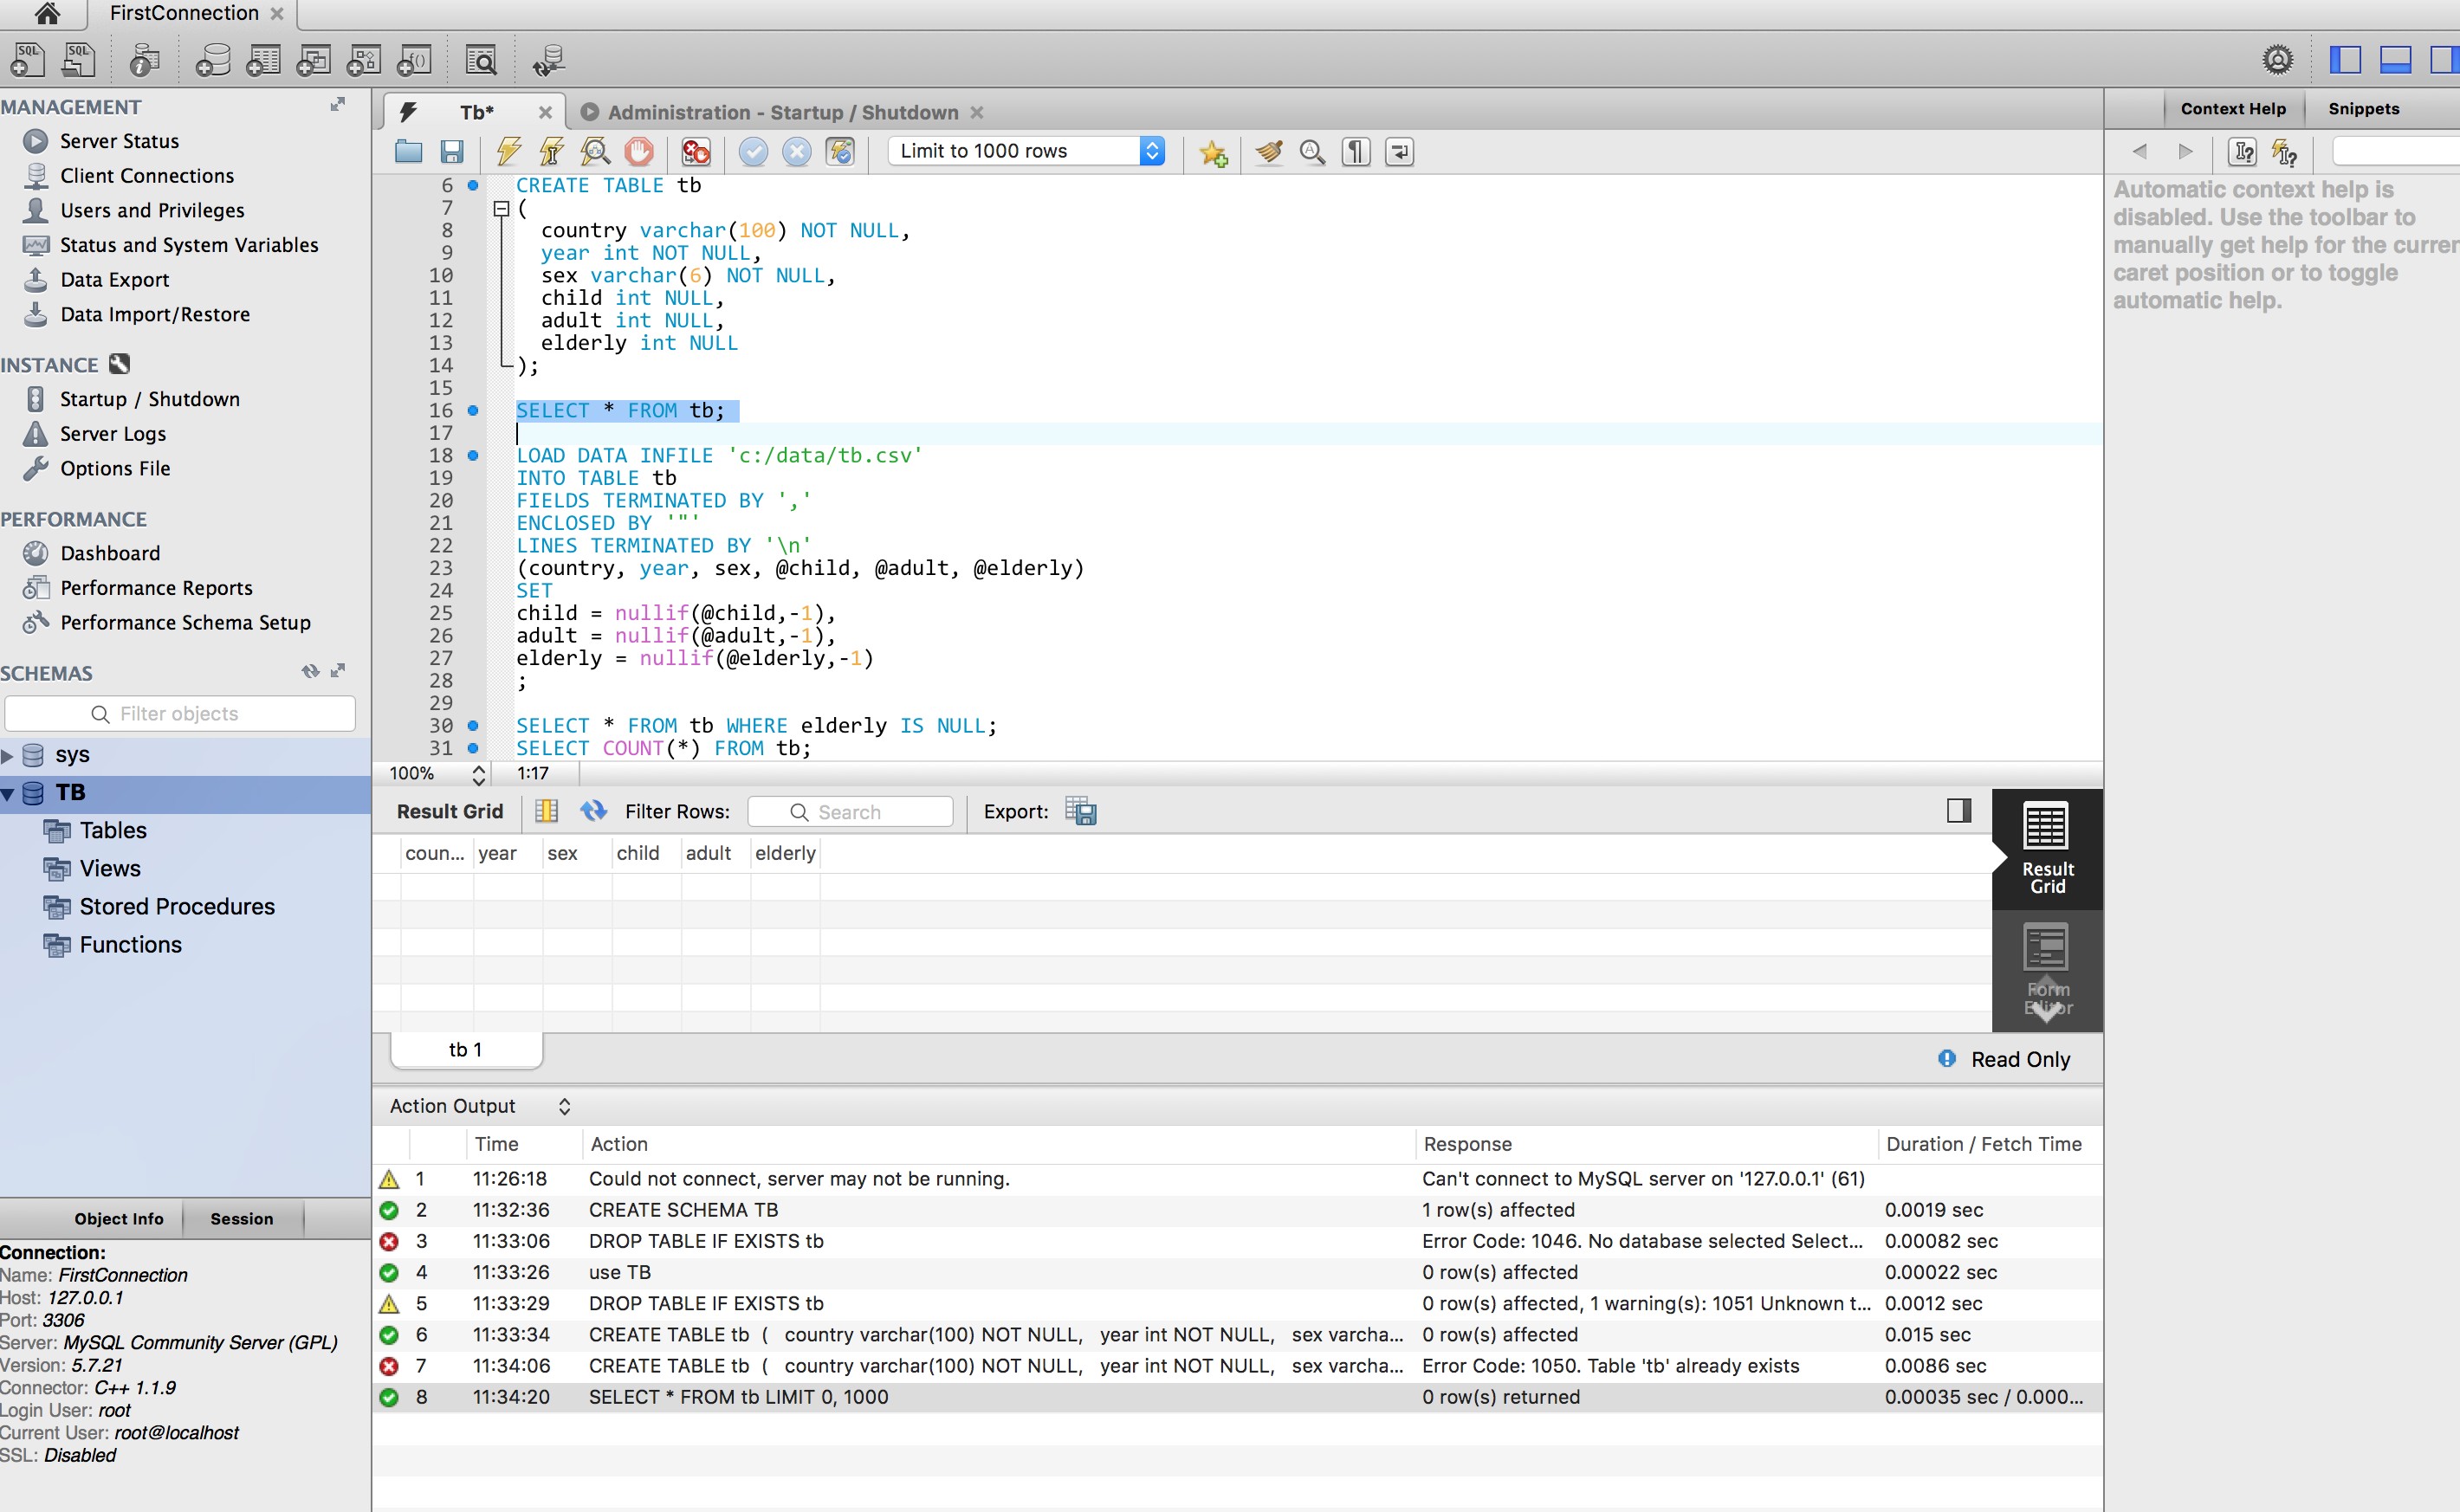 FirstConnection
MANAGEMENT
Server Status
Client Connections
Users and Privileges
Status and System Variables
Data Export
Data Import/Restore
INSTANCE
Startup / Shutdown
Server Logs
Options File
PERFORMANCE
Dashboard
Performance Reports
Performance Schema Setup
SCHEMAS
Filter objects
sys
TB
Tables
Views
Stored Procedures
Functions
Object Info Session
Connection:
Name: FirstConnection
Host: 127.0.0.1
Port: 3306
Server: MySQL Community Server (GPL)
Version: 5.7.21
Connector: C++ 1.1.9
Login User: root
Current User: root@localhost
SSL: Disabled
Tb* Administration - Startup / Shutdown
Limit to 1000 rows
6 CREATE TABLE tb
7 (
8 country varchar(100) NOT NULL,
9 year int NOT NULL,
10 sex varchar(6) NOT NULL,
11 child int NULL,
12 adult int NULL,
13 elderly int NULL
14 );
15
16 SELECT * FROM tb;
17
18 LOAD DATA INFILE 'c:/data/tb.csv'
19 INTO TABLE tb
20 FIELDS TERMINATED BY ','
21 ENCLOSED BY '"'
22 LINES TERMINATED BY '\n'
23 (country, year, sex, @child, @adult, @elderly)
24 SET
25 child = nullif(@child,-1),
26 adult = nullif(@adult,-1),
27 elderly = nullif(@elderly,-1)
28 ;
29
30 SELECT * FROM tb WHERE elderly IS NULL;
31 SELECT COUNT(*) FROM tb;
100% 1:17
Result Grid Filter Rows: Search Export:
coun... year sex child adult elderly
Result
Grid
Form
Editor
tb 1
Read Only
Action Output
Time Action Response Duration / Fetch Time
1 11:26:18 Could not connect, server may not be running. Can't connect to MySQL server on '127.0.0.1' (61)
2 11:32:36 CREATE SCHEMA TB 1 row(s) affected 0.0019 sec
3 11:33:06 DROP TABLE IF EXISTS tb Error Code: 1046. No database selected Select... 0.00082 sec
4 11:33:26 use TB 0 row(s) affected 0.00022 sec
5 11:33:29 DROP TABLE IF EXISTS tb 0 row(s) affected, 1 warning(s): 1051 Unknown t... 0.0012 sec
6 11:33:34 CREATE TABLE tb ( country varchar(100) NOT NULL, year int NOT NULL, sex varcha... 0 row(s) affected 0.015 sec
7 11:34:06 CREATE TABLE tb ( country varchar(100) NOT NULL, year int NOT NULL, sex varcha... Error Code: 1050. Table 'tb' already exists 0.0086 sec
8 11:34:20 SELECT * FROM tb LIMIT 0, 1000 0 row(s) returned 0.00035 sec / 0.000...
Context Help Snippets
Automatic context help is
disabled. Use the toolbar to
manually get help for the curren
caret position or to toggle
automatic help.